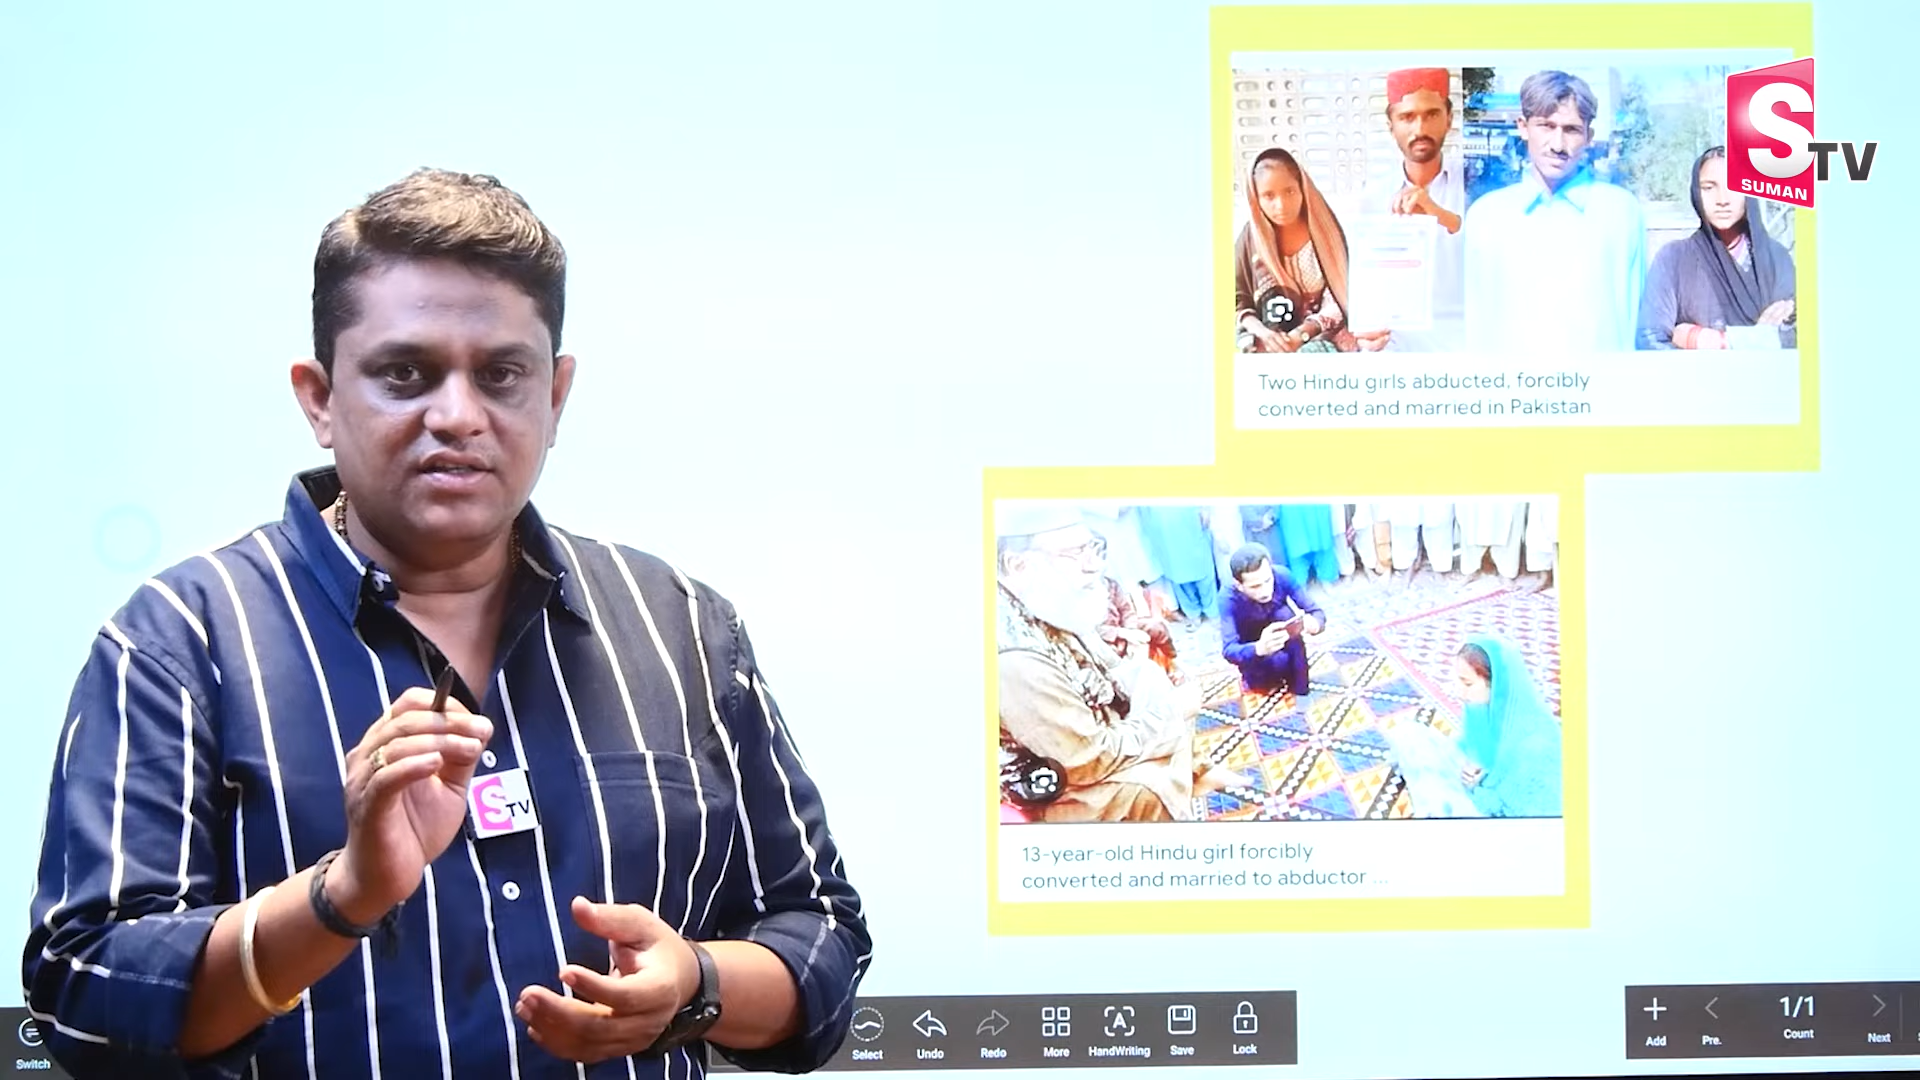 S
TV
SUMAN
Two Hindu girls abducted, forcibly
converted and married in Pakistan
S TV
13-year-old Hindu girl forcibly
converted and married to abductor ...
Switch
Select
Undo
Redo
More
HandWriting
Save
Lock
Add
Pre.
1/1
Count
Next